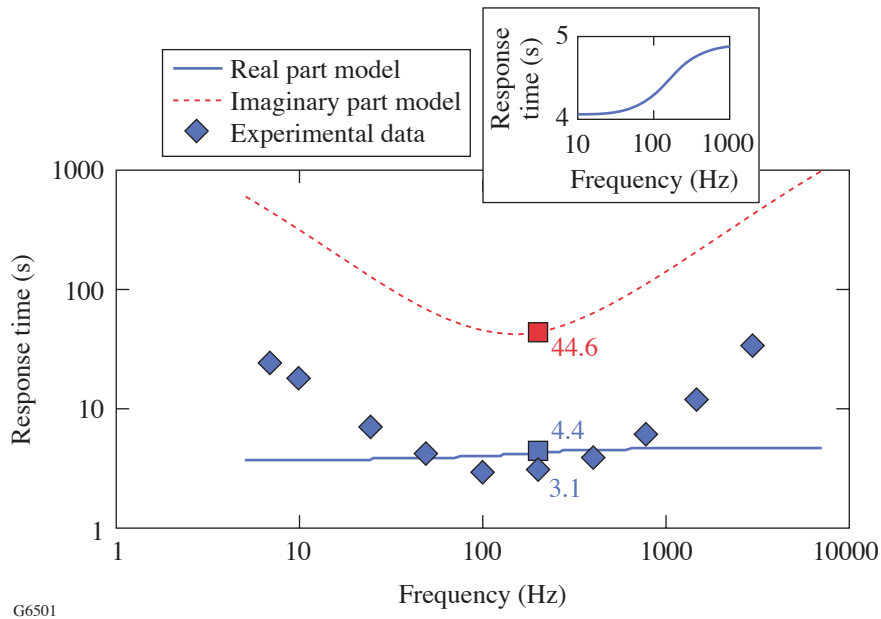 Real part model
Imaginary part model
Experimental data
Response
time (s)
5
4
10
100
1000
Frequency (Hz)
Response time (s)
1000
100
10
1
44.6
4.4
3.1
1
10
100
1000
10000
Frequency (Hz)
G6501